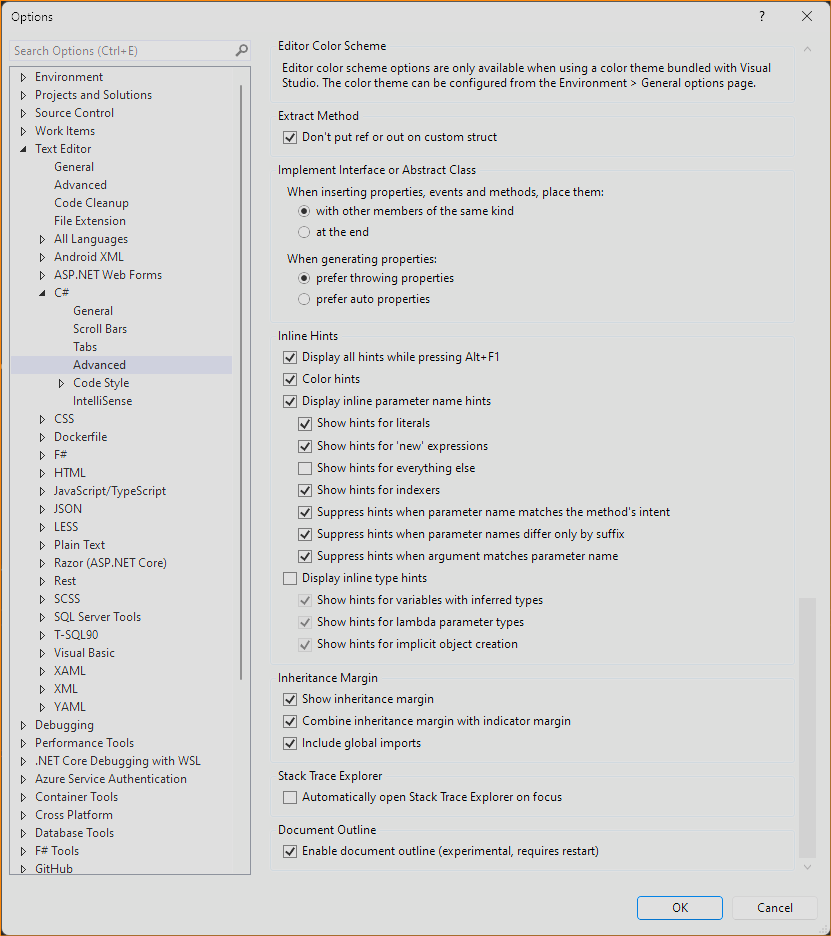 Options
?
Search Options (Ctrl+E)
Environment
Projects and Solutions
Source Control
Work Items
Text Editor
General
Advanced
Code Cleanup
File Extension
All Languages
Android XML
ASP.NET Web Forms
C#
General
Scroll Bars
Tabs
Advanced
Code Style
IntelliSense
CSS
Dockerfile
F#
HTML
JavaScript/TypeScript
JSON
LESS
Plain Text
Razor (ASP.NET Core)
Rest
SCSS
SQL Server Tools
T-SQL90
Visual Basic
XAML
XML
YAML
Debugging
Performance Tools
.NET Core Debugging with WSL
Azure Service Authentication
Container Tools
Cross Platform
Database Tools
F# Tools
GitHub
Editor Color Scheme
Editor color scheme options are only available when using a color theme bundled with Visual
Studio. The color theme can be configured from the Environment > General options page.
Extract Method
Don't put ref or out on custom struct
Implement Interface or Abstract Class
When inserting properties, events and methods, place them:
with other members of the same kind
at the end
When generating properties:
prefer throwing properties
prefer auto properties
Inline Hints
Display all hints while pressing Alt+F1
Color hints
Display inline parameter name hints
Show hints for literals
Show hints for 'new' expressions
Show hints for everything else
Show hints for indexers
Suppress hints when parameter name matches the method's intent
Suppress hints when parameter names differ only by suffix
Suppress hints when argument matches parameter name
Display inline type hints
Show hints for variables with inferred types
Show hints for lambda parameter types
Show hints for implicit object creation
Inheritance Margin
Show inheritance margin
Combine inheritance margin with indicator margin
Include global imports
Stack Trace Explorer
Automatically open Stack Trace Explorer on focus
Document Outline
Enable document outline (experimental, requires restart)
OK
Cancel